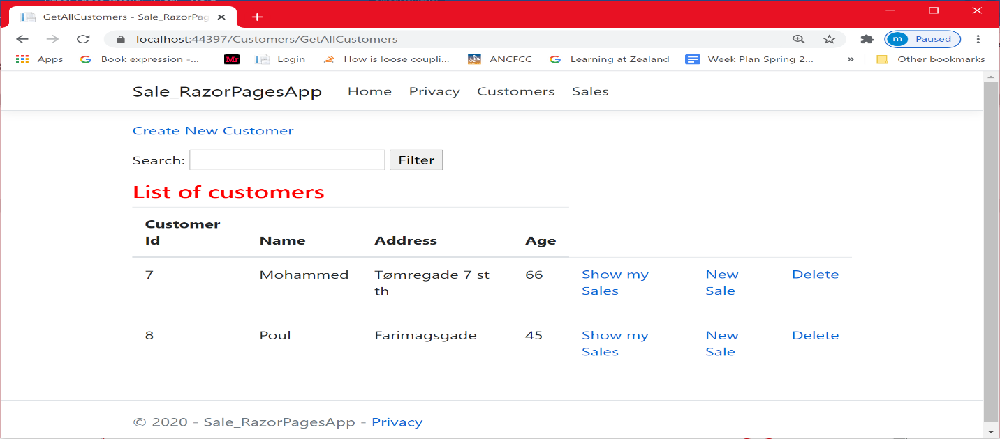 GetAllCustomers - Sale_RazorPag
localhost:44397/Customers/GetAllCustomers
m Paused
Apps
G Book expression -...
Mr
Login
How is loose coupli...
ANCFCC
G Learning at Zealand
Week Plan Spring 2...
»
Other bookmarks
Sale_RazorPagesApp Home Privacy Customers Sales
Create New Customer
Search: Filter
List of customers
Customer
Id Name Address Age
7 Mohammed Tømregade 7 st Show my New Delete
th Sales Sale
8 Poul Farimagsgade 45 Show my New Delete
Sales Sale
© 2020 - Sale_RazorPagesApp - Privacy